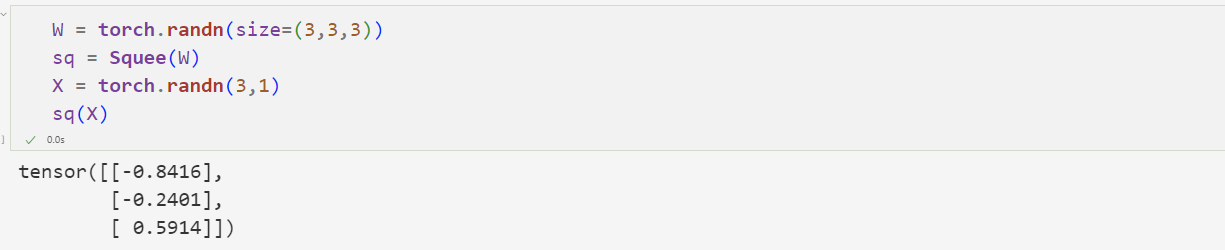 W = torch.randn(size=(3,3,3))
sq = Squee(W)
X = torch.randn(3,1)
sq(X)
] ✓ 0.0s
tensor([[-0.8416],
        [-0.2401],
        [ 0.5914]])